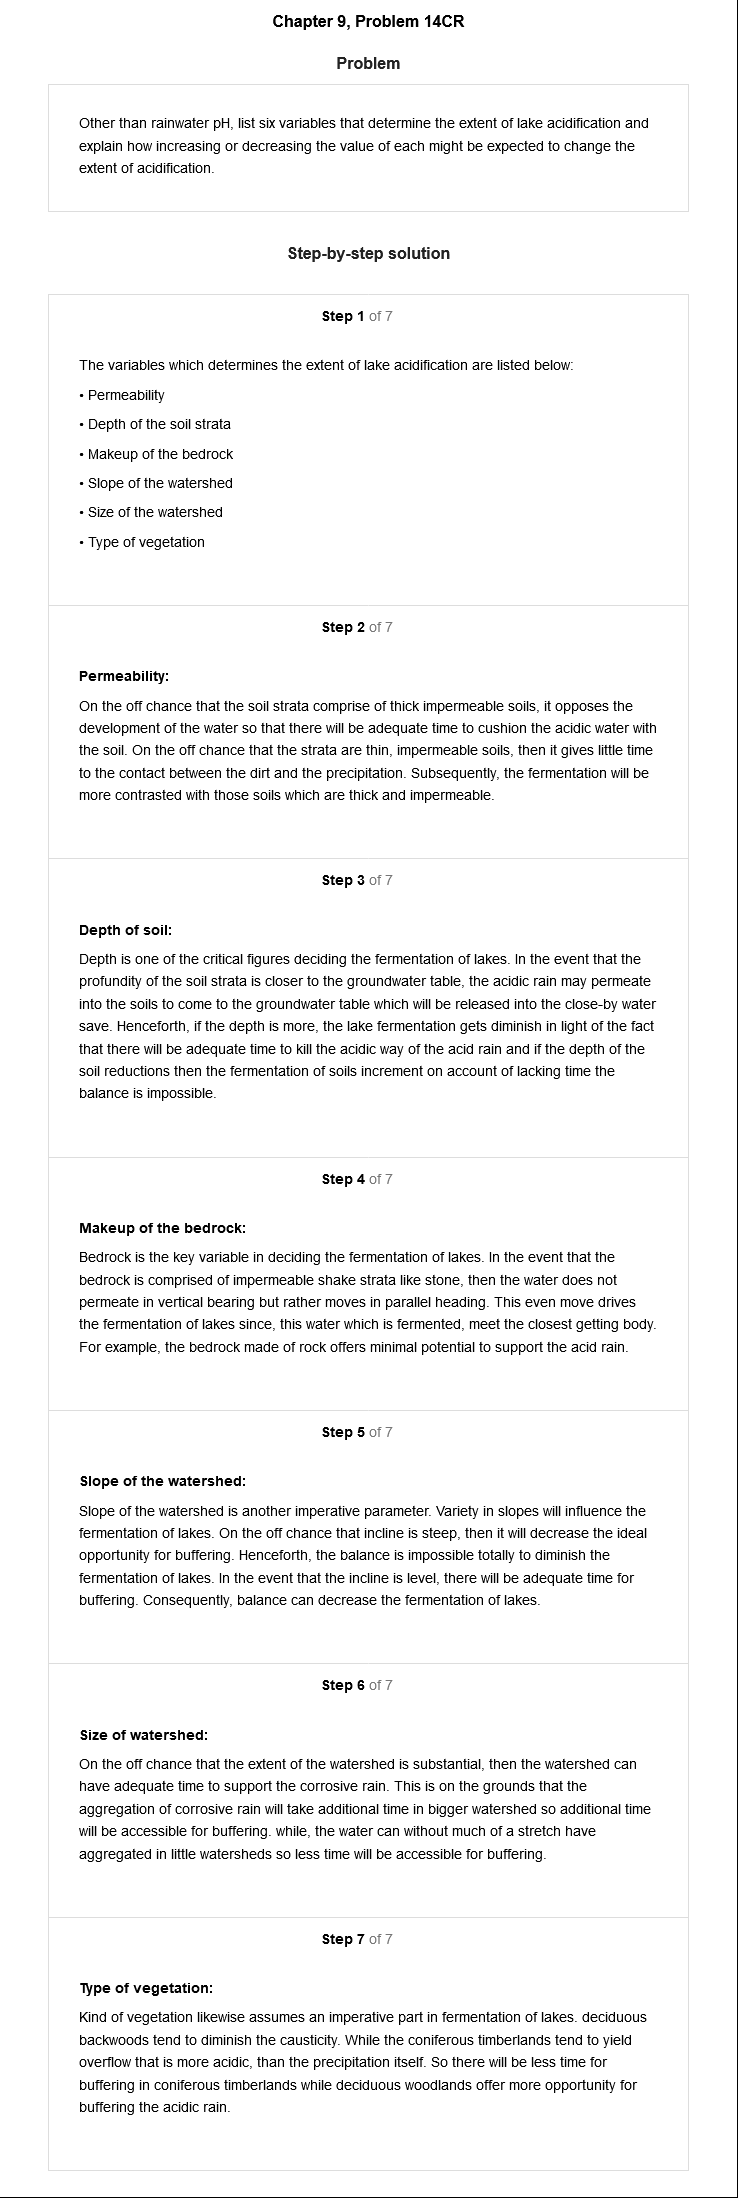 Chapter 9, Problem 14CR
Problem
Other than rainwater pH, list six variables that determine the extent of lake acidification and
explain how increasing or decreasing the value of each might be expected to change the
extent of acidification.
Step-by-step solution
Step 1 of 7
The variables which determines the extent of lake acidification are listed below:
• Permeability
• Depth of the soil strata
• Makeup of the bedrock
• Slope of the watershed
• Size of the watershed
• Type of vegetation
Step 2 of 7
Permeability:
On the off chance that the soil strata comprise of thick impermeable soils, it opposes the
development of the water so that there will be adequate time to cushion the acidic water with
the soil. On the off chance that the strata are thin, impermeable soils, then it gives little time
to the contact between the dirt and the precipitation. Subsequently, the fermentation will be
more contrasted with those soils which are thick and impermeable.
Step 3 of 7
Depth of soil:
Depth is one of the critical figures deciding the fermentation of lakes. In the event that the
profundity of the soil strata is closer to the groundwater table, the acidic rain may permeate
into the soils to come to the groundwater table which will be released into the close-by water
save. Henceforth, if the depth is more, the lake fermentation gets diminish in light of the fact
that there will be adequate time to kill the acidic way of the acid rain and if the depth of the
soil reductions then the fermentation of soils increment on account of lacking time the
balance is impossible.
Step 4 of 7
Makeup of the bedrock:
Bedrock is the key variable in deciding the fermentation of lakes. In the event that the
bedrock is comprised of impermeable shake strata like stone, then the water does not
permeate in vertical bearing but rather moves in parallel heading. This even move drives
the fermentation of lakes since, this water which is fermented, meet the closest getting body.
For example, the bedrock made of rock offers minimal potential to support the acid rain.
Step 5 of 7
Slope of the watershed:
Slope of the watershed is another imperative parameter. Variety in slopes will influence the
fermentation of lakes. On the off chance that incline is steep, then it will decrease the ideal
opportunity for buffering. Henceforth, the balance is impossible totally to diminish the
fermentation of lakes. In the event that the incline is level, there will be adequate time for
buffering. Consequently, balance can decrease the fermentation of lakes.
Step 6 of 7
Size of watershed:
On the off chance that the extent of the watershed is substantial, then the watershed can
have adequate time to support the corrosive rain. This is on the grounds that the
aggregation of corrosive rain will take additional time in bigger watershed so additional time
will be accessible for buffering. while, the water can without much of a stretch have
aggregated in little watersheds so less time will be accessible for buffering.
Step 7 of 7
Type of vegetation:
Kind of vegetation likewise assumes an imperative part in fermentation of lakes. deciduous
backwoods tend to diminish the causticity. While the coniferous timberlands tend to yield
overflow that is more acidic, than the precipitation itself. So there will be less time for
buffering in coniferous timberlands while deciduous woodlands offer more opportunity for
buffering the acidic rain.